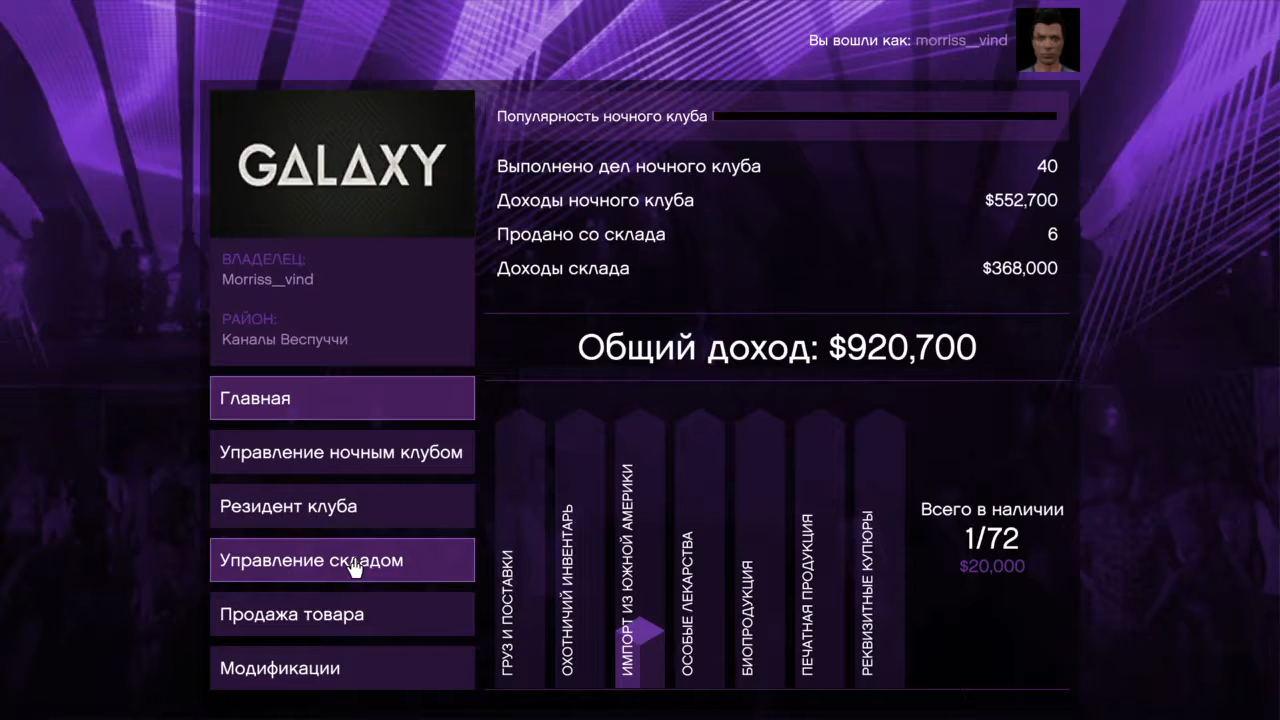 Вы вошли как: morriss__vind
GALAXY
ВЛАДЕЛЕЦ:
Morriss__vind
РАЙОН:
Каналы Веспуччи
Главная
Управление ночным клубом
Резидент клуба
Управление складом
Продажа товара
Модификации
Популярность ночного клуба
Выполнено дел ночного клуба 40
Доходы ночного клуба $552,700
Продано со склада 6
Доходы склада $368,000
Общий доход: $920,700
ГРУЗ И ПОСТАВКИ
ОХОТНИЧИЙ ИНВЕНТАРЬ
ИМПОРТ ИЗ ЮЖНОЙ АМЕРИКИ
ОСОБЫЕ ЛЕКАРСТВА
БИОПРОДУКЦИЯ
ПЕЧАТНАЯ ПРОДУКЦИЯ
РЕКВИЗИТНЫЕ КУПЮРЫ
Всего в наличии
1/72
$20,000